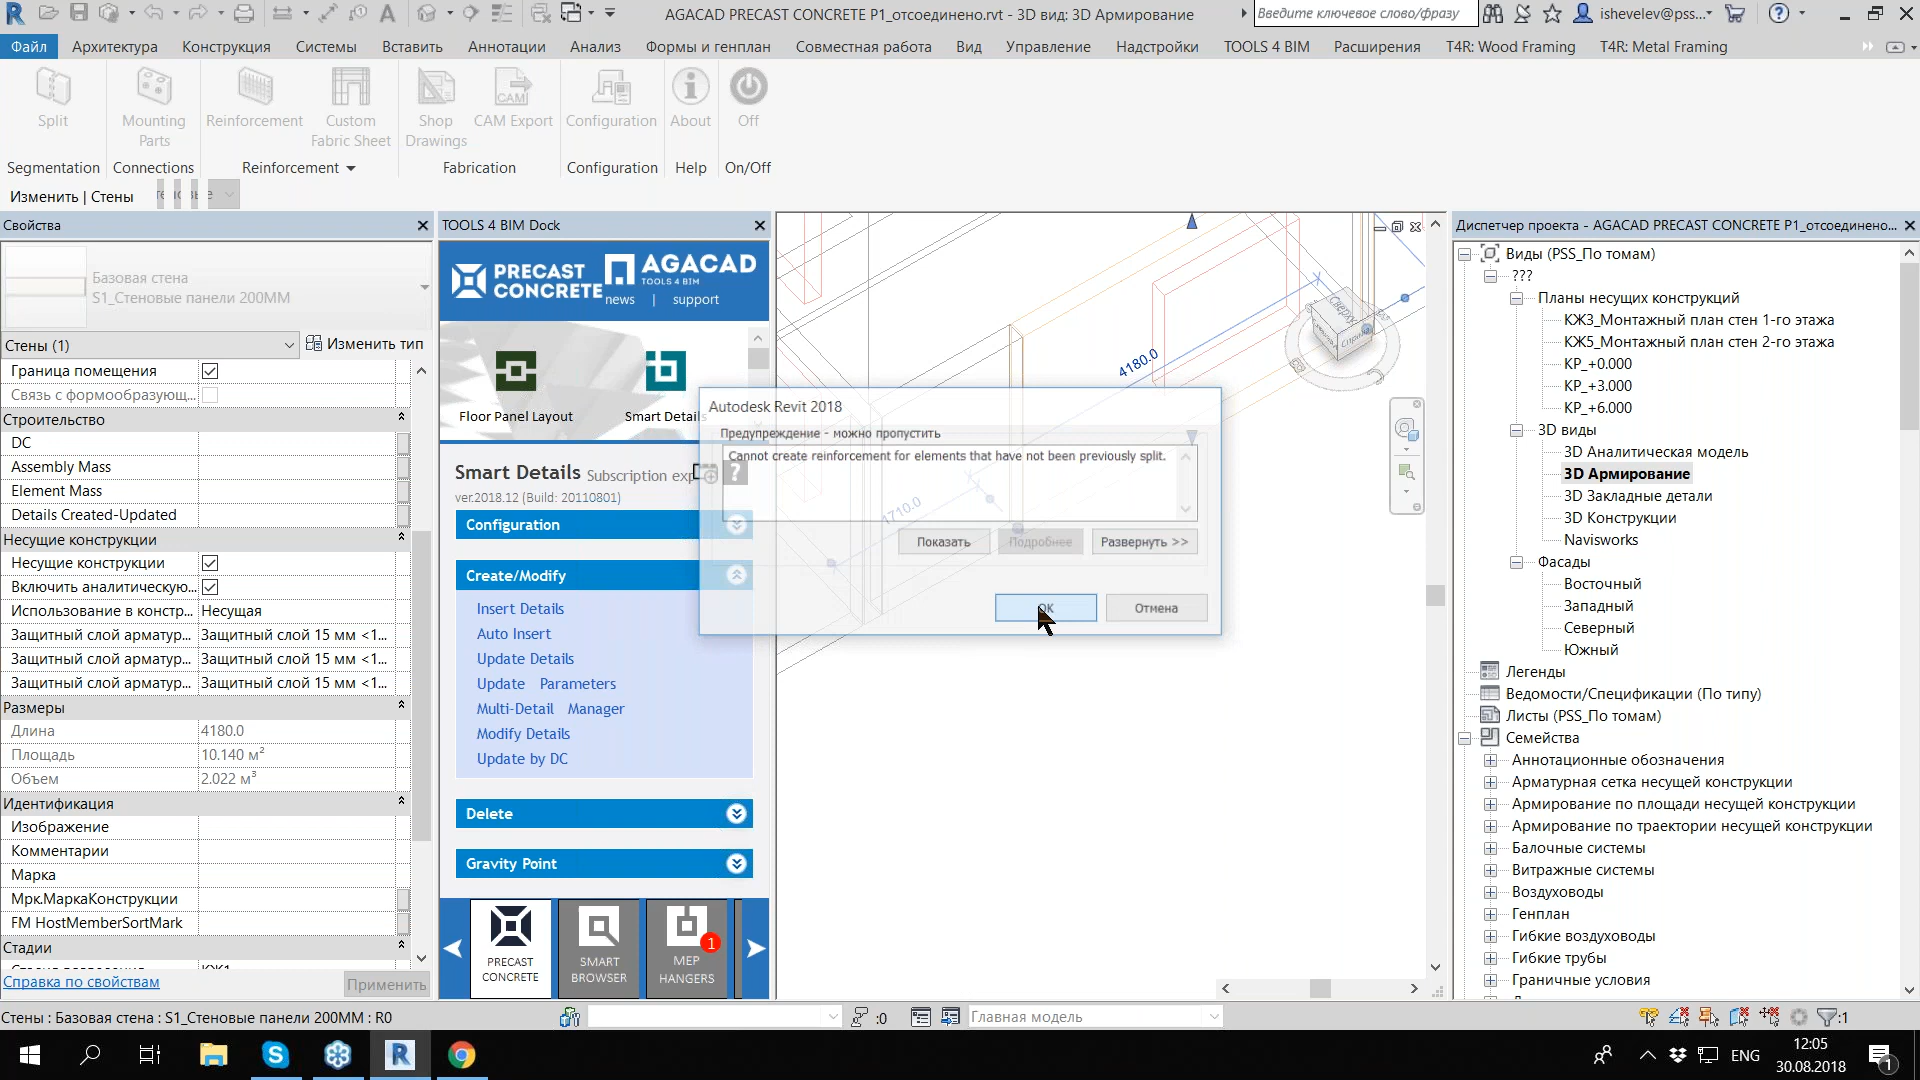 AGACAD PRECAST CONCRETE P1_отсоединено.rvt - 3D вид: 3D Армирование
Введите ключевое слово/фразу
ishevelev@pss...
Файл
Архитектура
Конструкция
Системы
Вставить
Аннотации
Анализ
Формы и генплан
Совместная работа
Вид
Управление
Надстройки
TOOLS 4 BIM
Расширения
T4R: Wood Framing
T4R: Metal Framing
Split
Mounting
Parts
Reinforcement
Custom
Fabric Sheet
Shop
Drawings
CAM
CAM Export
Configuration
About
Off
Segmentation
Connections
Reinforcement
Fabrication
Configuration
Help
On/Off
Изменить | Стены
Свойства
Базовая стена
S1_Стеновые панели 200ММ
Стены (1)
Изменить тип
Граница помещения
Связь с формообразующ...
Строительство
DC
Assembly Mass
Element Mass
Details Created-Updated
Несущие конструкции
Несущие конструкции
Включить аналитическую...
Использование в констр... Несущая
Защитный слой арматур... Защитный слой 15 мм <1...
Защитный слой арматур... Защитный слой 15 мм <1...
Защитный слой арматур... Защитный слой 15 мм <1...
Размеры
Длина 4180.0
Площадь 10.140 м²
Объем 2.022 м³
Идентификация
Изображение
Комментарии
Марка
Мрк.МаркаКонструкции
FM HostMemberSortMark
Стадии
Справка по свойствам
Применить
TOOLS 4 BIM Dock
PRECAST
CONCRETE
AGACAD
TOOLS 4 BIM
news | support
Floor Panel Layout
Smart Details
Smart Details Subscription exp
ver.2018.12 (Build: 20110801)
Configuration
Create/Modify
Insert Details
Auto Insert
Update Details
Update Parameters
Multi-Detail Manager
Modify Details
Update by DC
Delete
Gravity Point
PRECAST
CONCRETE
SMART
BROWSER
1
MEP
HANGERS
4180.0
1710.0
Сверху
Autodesk Revit 2018
Предупреждение - можно пропустить
Cannot create reinforcement for elements that have not been previously split.
Показать
Подробнее
Развернуть >>
OK
Отмена
Диспетчер проекта - AGACAD PRECAST CONCRETE P1_отсоединено...
Виды (PSS_По томам)
???
Планы несущих конструкций
КЖ3_Монтажный план стен 1-го этажа
КЖ5_Монтажный план стен 2-го этажа
КР_+0.000
КР_+3.000
КР_+6.000
3D виды
3D Аналитическая модель
3D Армирование
3D Закладные детали
3D Конструкции
Navisworks
Фасады
Восточный
Западный
Северный
Южный
Легенды
Ведомости/Спецификации (По типу)
Листы (PSS_По томам)
Семейства
Аннотационные обозначения
Арматурная сетка несущей конструкции
Армирование по площади несущей конструкции
Армирование по траектории несущей конструкции
Балочные системы
Витражные системы
Воздуховоды
Генплан
Гибкие воздуховоды
Гибкие трубы
Граничные условия
Стены : Базовая стена : S1_Стеновые панели 200ММ : R0
:0
Главная модель
:1
ENG
12:05
30.08.2018
1